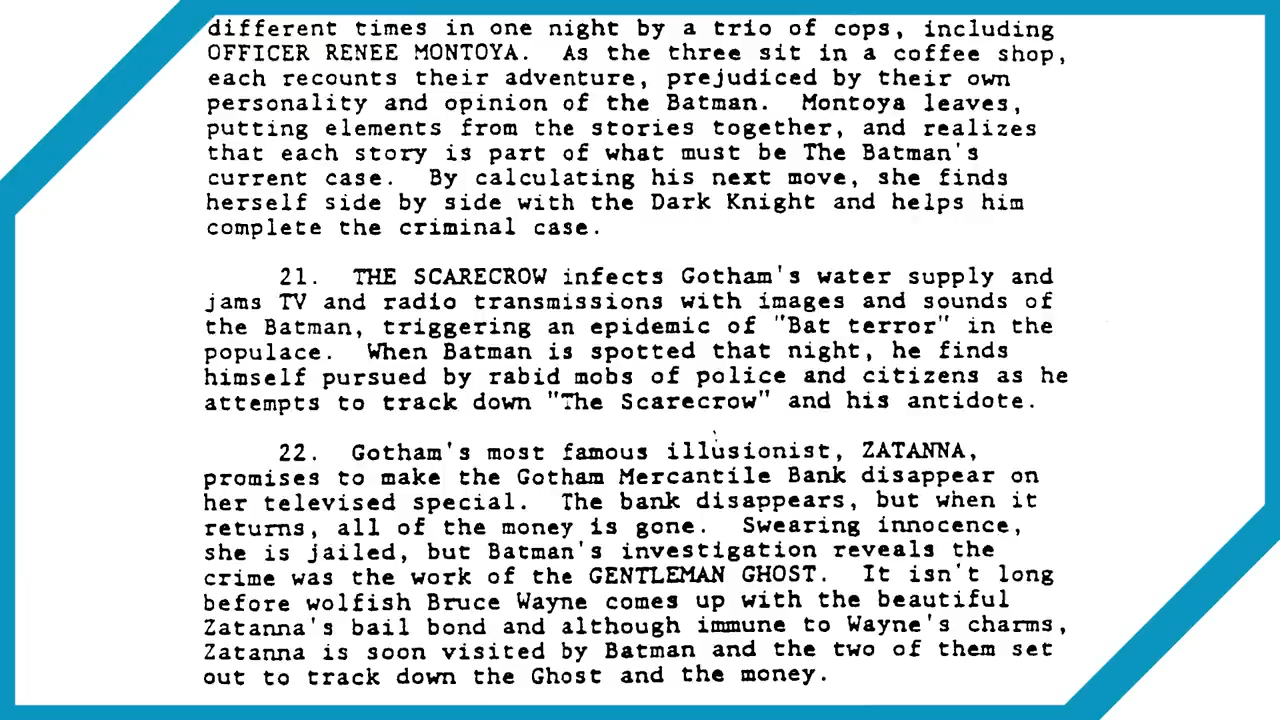 different times in one night by a trio of cops, including
OFFICER RENEE MONTOYA. As the three sit in a coffee shop,
each recounts their adventure, prejudiced by their own
personality and opinion of the Batman. Montoya leaves,
putting elements from the stories together, and realizes
that each story is part of what must be The Batman's
current case. By calculating his next move, she finds
herself side by side with the Dark Knight and helps him
complete the criminal case.
21. THE SCARECROW infects Gotham's water supply and
jams TV and radio transmissions with images and sounds of
the Batman, triggering an epidemic of "Bat terror" in the
populace. When Batman is spotted that night, he finds
himself pursued by rabid mobs of police and citizens as he
attempts to track down "The Scarecrow" and his antidote.
22. Gotham's most famous illusionist, ZATANNA,
promises to make the Gotham Mercantile Bank disappear on
her televised special. The bank disappears, but when it
returns, all of the money is gone. Swearing innocence,
she is jailed, but Batman's investigation reveals the
crime was the work of the GENTLEMAN GHOST. It isn't long
before wolfish Bruce Wayne comes up with the beautiful
Zatanna's bail bond and although immune to Wayne's charms,
Zatanna is soon visited by Batman and the two of them set
out to track down the Ghost and the money.